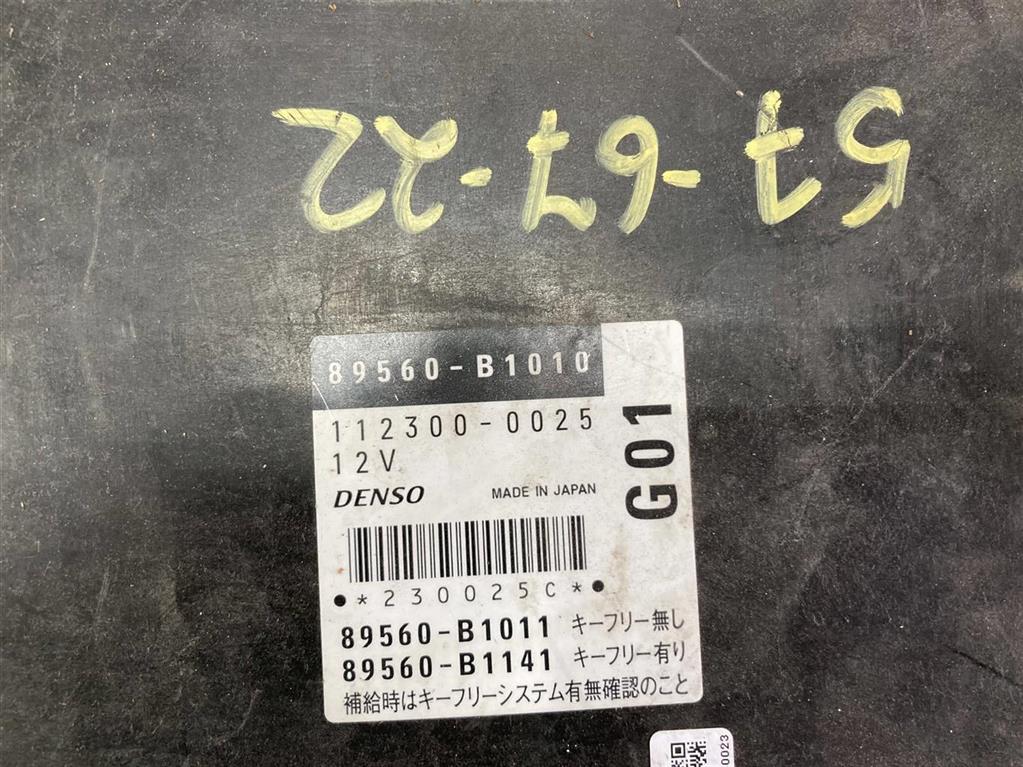 57-67-22
89560-B1010
112300-0025
12V
DENSO MADE IN JAPAN
G01
*230025C*
89560-B1011 キーフリー無し
89560-B1141 キーフリー有り
補給時はキーフリーシステム有無確認のこと
0023